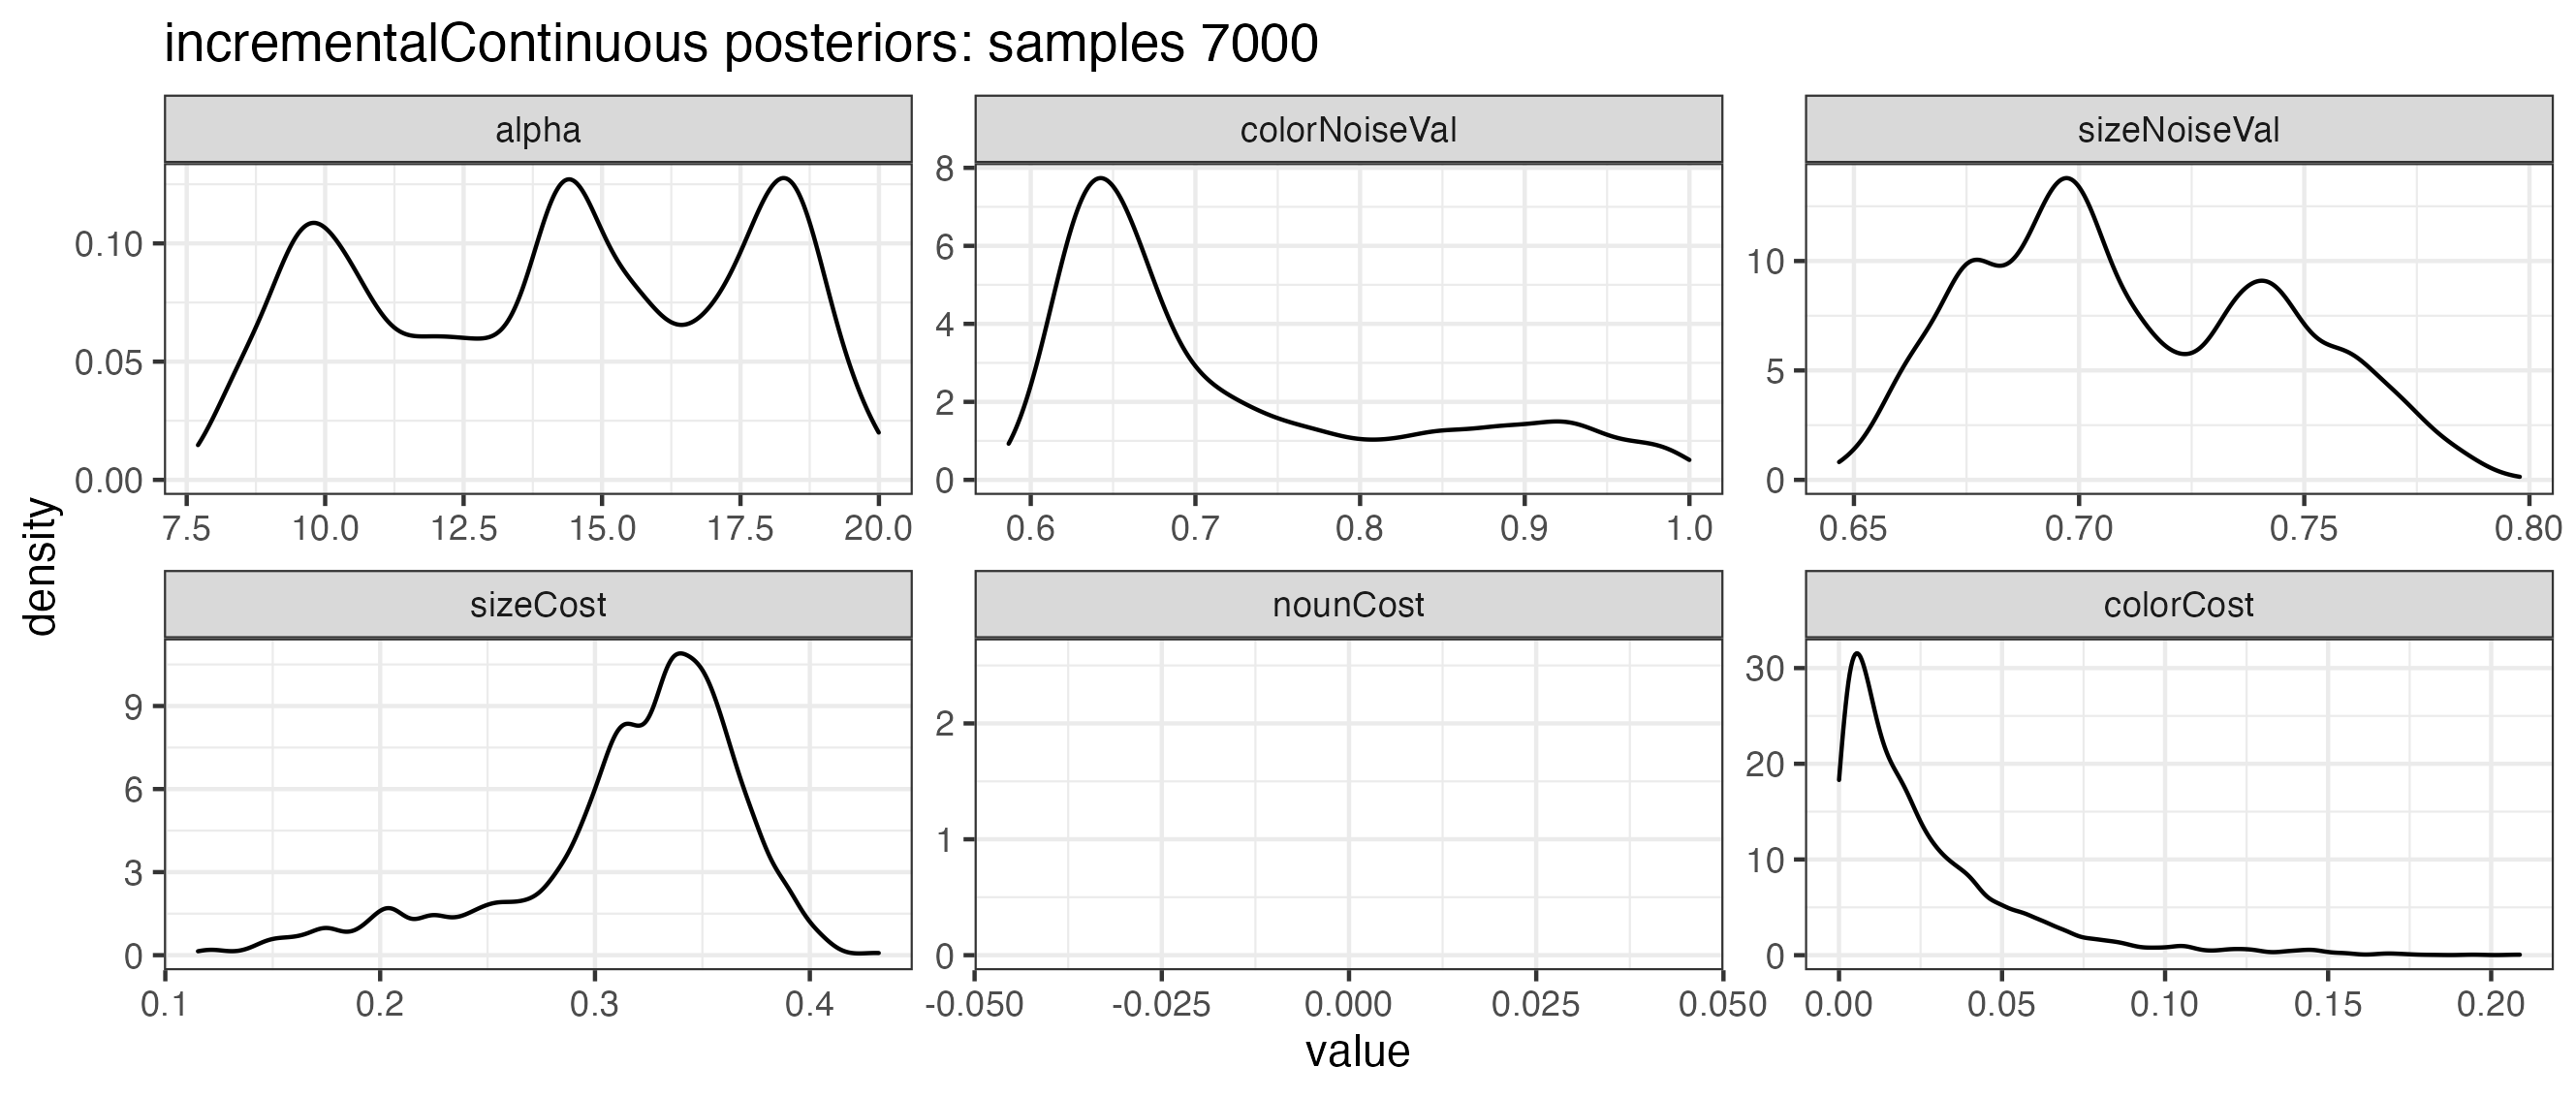 incrementalContinuous posteriors: samples 7000
alpha
colorNoiseVal
sizeNoiseVal
0.10
0.05
0.00
7.5 10.0 12.5 15.0 17.5 20.0
8
6
4
2
0
0.6 0.7 0.8 0.9 1.0
10
5
0
0.65 0.70 0.75 0.80
density
sizeCost
nounCost
colorCost
9
6
3
0
0.1 0.2 0.3 0.4
2
1
0
-0.050 -0.025 0.000 0.025 0.050
30
20
10
0
0.00 0.05 0.10 0.15 0.20
value